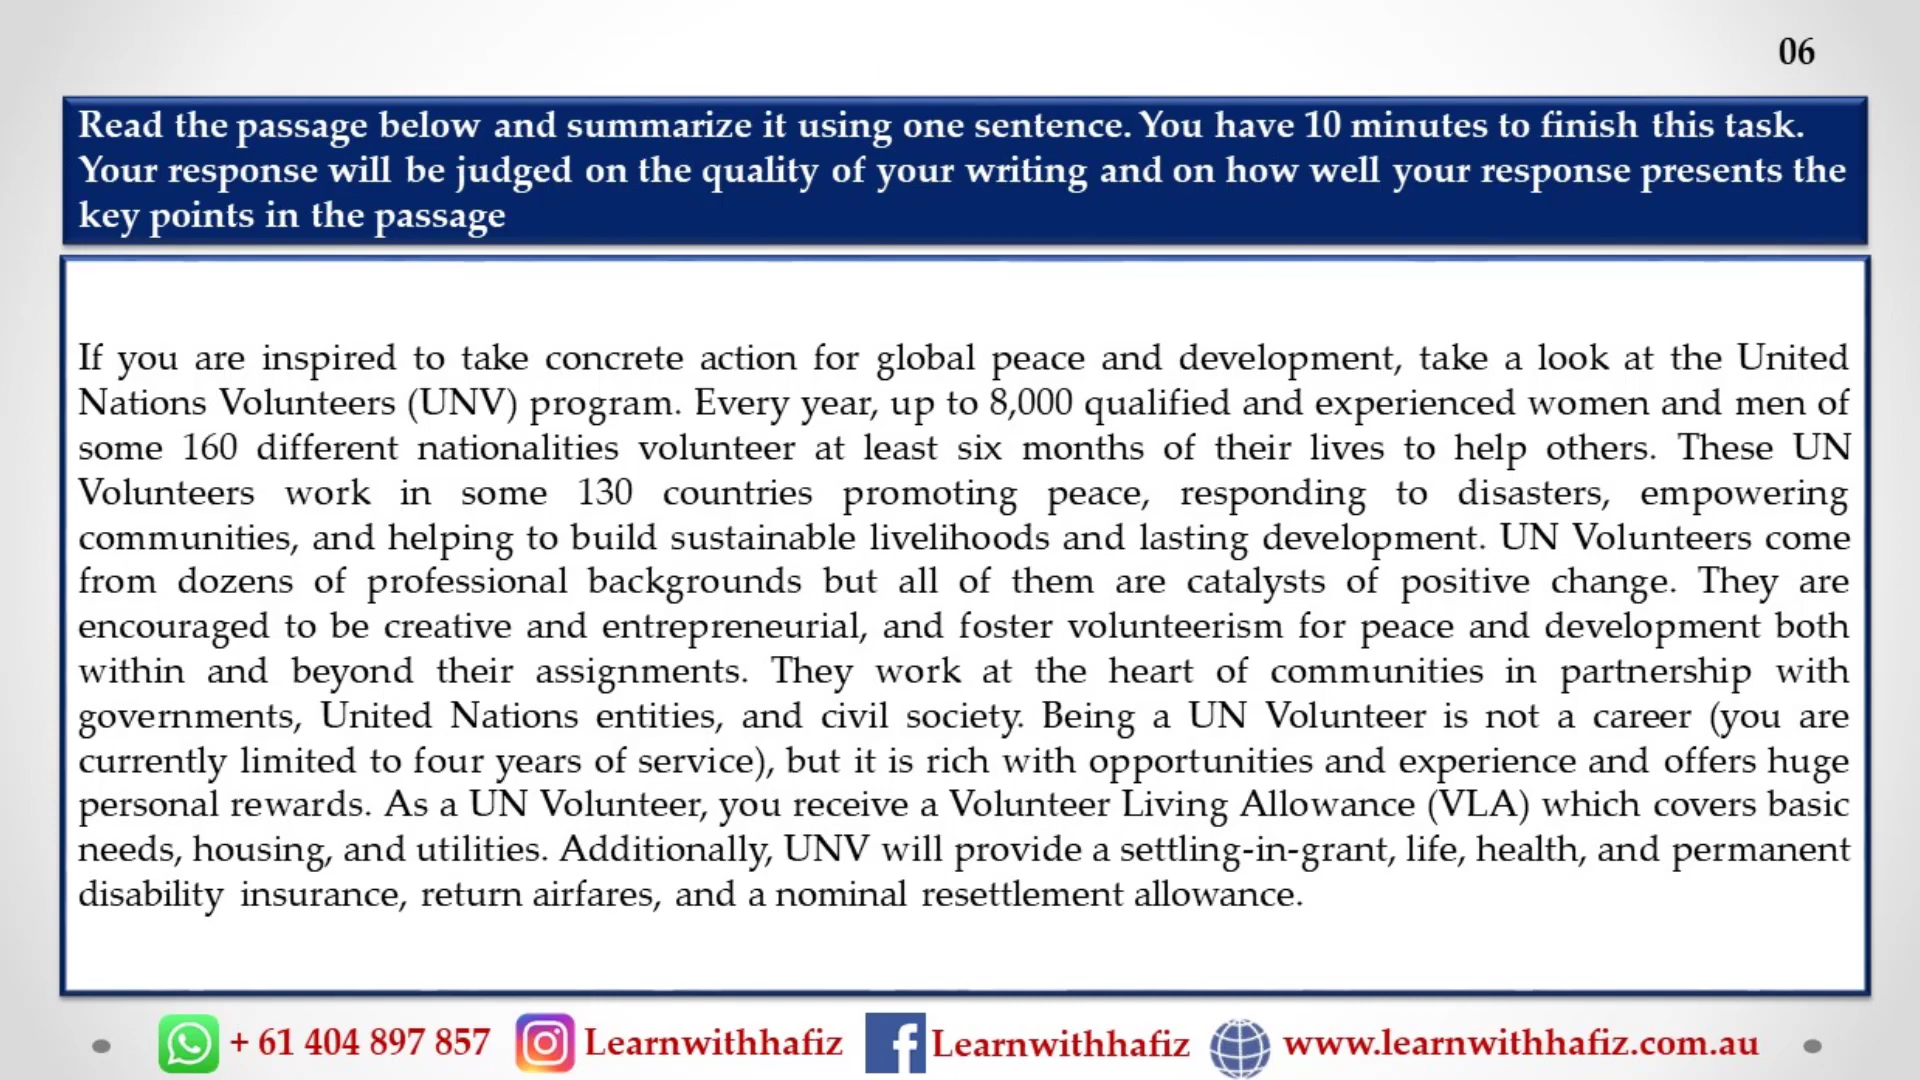 06
Read the passage below and summarize it using one sentence. You have 10 minutes to finish this task.
Your response will be judged on the quality of your writing and on how well your response presents the
key points in the passage
If you are inspired to take concrete action for global peace and development, take a look at the United
Nations Volunteers (UNV) program. Every year, up to 8,000 qualified and experienced women and men of
some 160 different nationalities volunteer at least six months of their lives to help others. These UN
Volunteers work in some 130 countries promoting peace, responding to disasters, empowering
communities, and helping to build sustainable livelihoods and lasting development. UN Volunteers come
from dozens of professional backgrounds but all of them are catalysts of positive change. They are
encouraged to be creative and entrepreneurial, and foster volunteerism for peace and development both
within and beyond their assignments. They work at the heart of communities in partnership with
governments, United Nations entities, and civil society. Being a UN Volunteer is not a career (you are
currently limited to four years of service), but it is rich with opportunities and experience and offers huge
personal rewards. As a UN Volunteer, you receive a Volunteer Living Allowance (VLA) which covers basic
needs, housing, and utilities. Additionally, UNV will provide a settling-in-grant, life, health, and permanent
disability insurance, return airfares, and a nominal resettlement allowance.
+ 61 404 897 857 Learnwithhafiz Learnwithhafiz www.learnwithhafiz.com.au